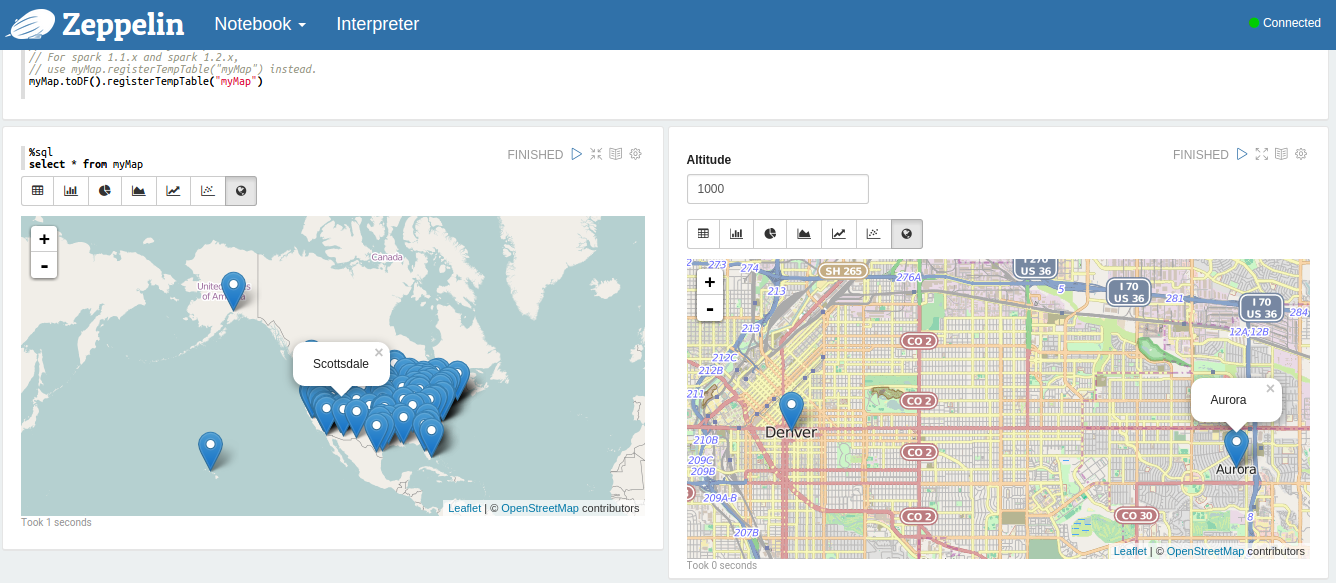 Zeppelin
Notebook
Interpreter
Connected
// For spark 1.1.x and spark 1.2.x,
// use myMap.registerTempTable("myMap") instead.
myMap.toDF().registerTempTable("myMap")
%sql
select * from myMap
FINISHED
+
-
Canada
Scottsdale
×
Leaflet | © OpenStreetMap contributors
Took 1 seconds
Altitude
FINISHED
1000
+
-
273
274
SH 265
276A
I 270
US 36
5
I 70
US 36
281
I 70
US 36
284
213
213
12A,12B
CO 2
212C
212B
211
CO 2
Aurora
×
Denver
210B
CO 2
209C
209B
Aurora
209A-B
CO 2
CO 30
8
207B
Leaflet | © OpenStreetMap contributors
Took 0 seconds